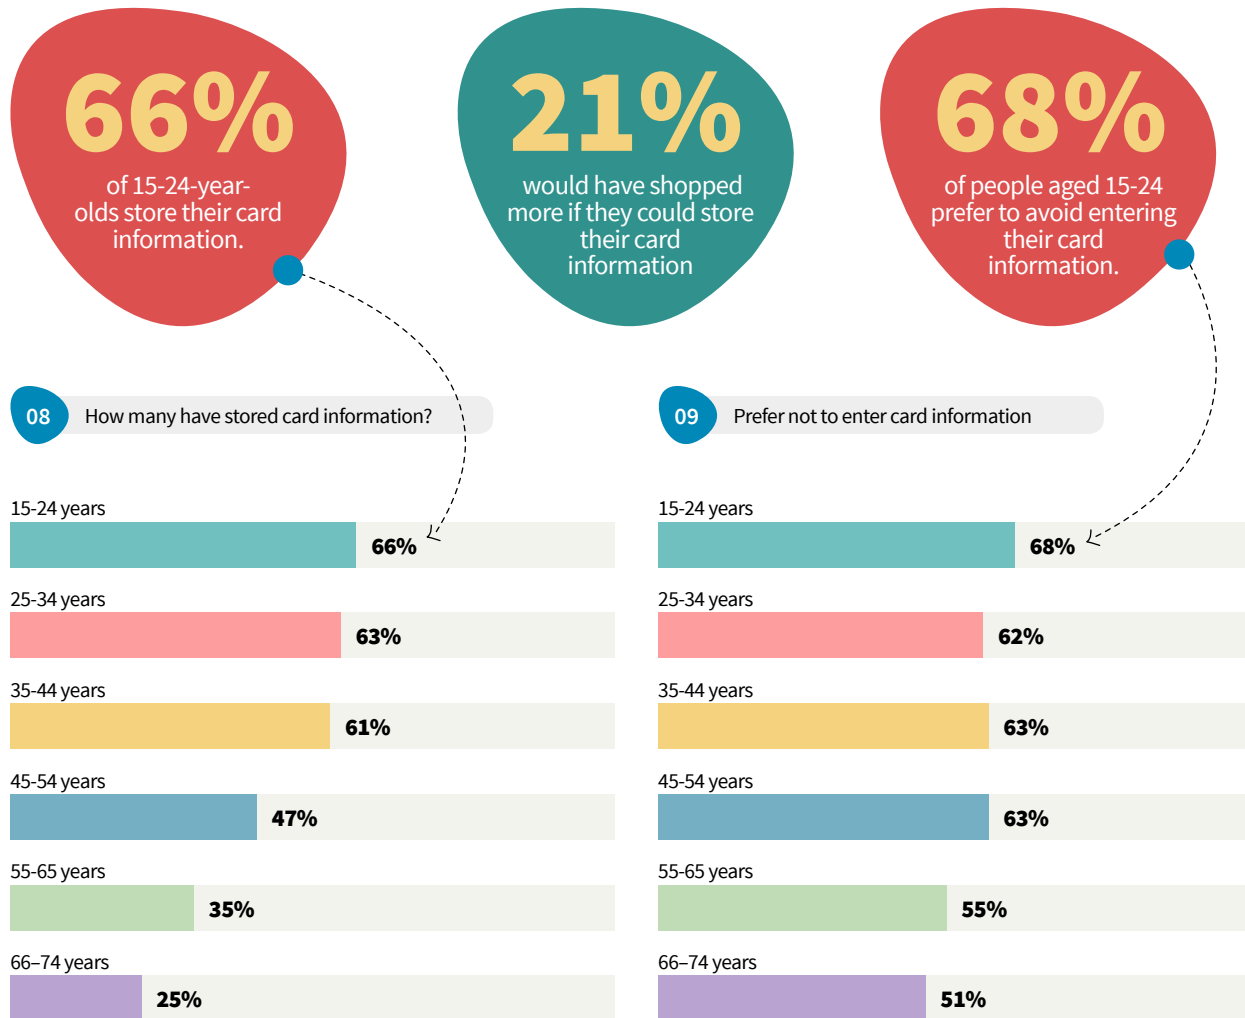 66%
of 15-24-year-
olds store their card
information.
21%
would have shopped
more if they could store
their card
information
68%
of people aged 15-24
prefer to avoid entering
their card
information.
08
How many have stored card information?
15-24 years
66%
25-34 years
63%
35-44 years
61%
45-54 years
47%
55-65 years
35%
66–74 years
25%
09
Prefer not to enter card information
15-24 years
68%
25-34 years
62%
35-44 years
63%
45-54 years
63%
55-65 years
55%
66–74 years
51%